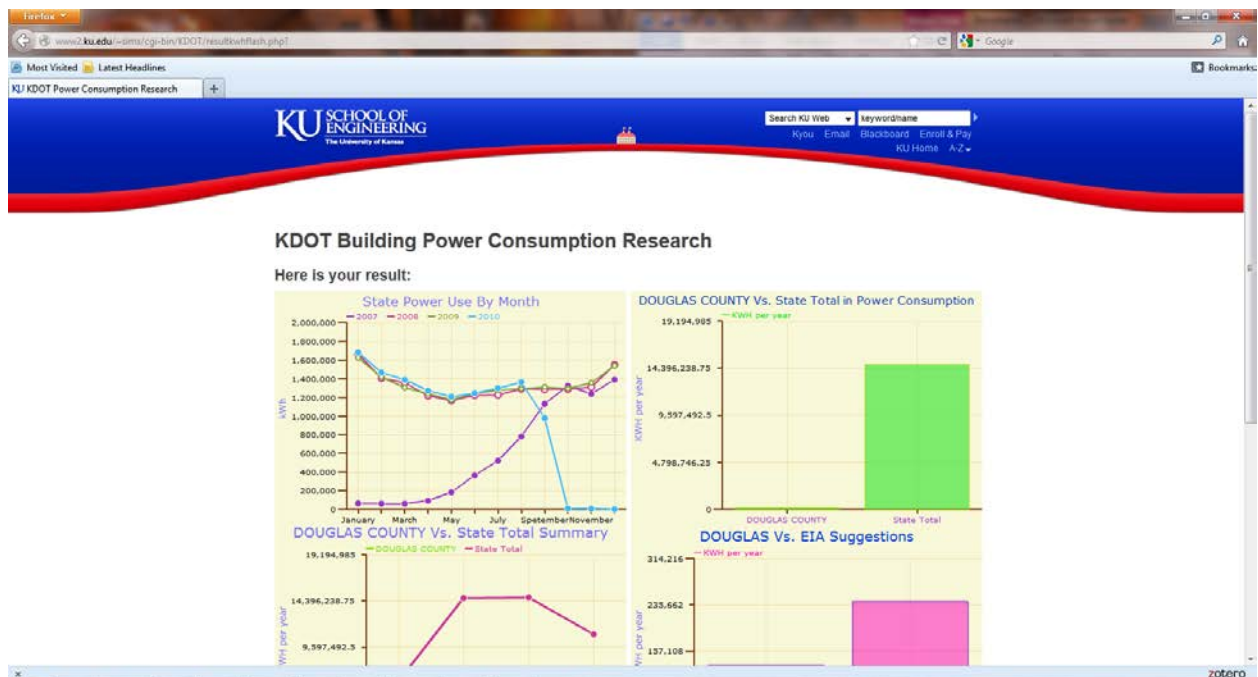 Firefox
www2.ku.edu/~sims/cgi-bin/KDOT/resultkwhflash.php?
Google
Most Visited Latest Headlines
Bookmarks
KU KDOT Power Consumption Research +
KU SCHOOL OF
ENGINEERING
The University of Kansas
Search KU Web keyword/name
Kyou Email Blackboard Enroll & Pay
KU Home A-Z
KDOT Building Power Consumption Research
Here is your result:
State Power Use By Month
2007 2008 2009 2010
2,000,000
1,800,000
1,600,000
1,400,000
1,200,000
1,000,000
800,000
600,000
400,000
200,000
0
kWh
January March May July Spetember November
DOUGLAS COUNTY Vs. State Total in Power Consumption
KWH per year
19,194,985
14,396,238.75
9,597,492.5
4,798,746.25
0
KWH per year
DOUGLAS COUNTY State Total
DOUGLAS COUNTY Vs. State Total Summary
DOUGLAS COUNTY State Total
19,194,985
14,396,238.75
9,597,492.5
WH per year
DOUGLAS Vs. EIA Suggestions
KWH per year
314,216
157,108
H per year
x
zotero